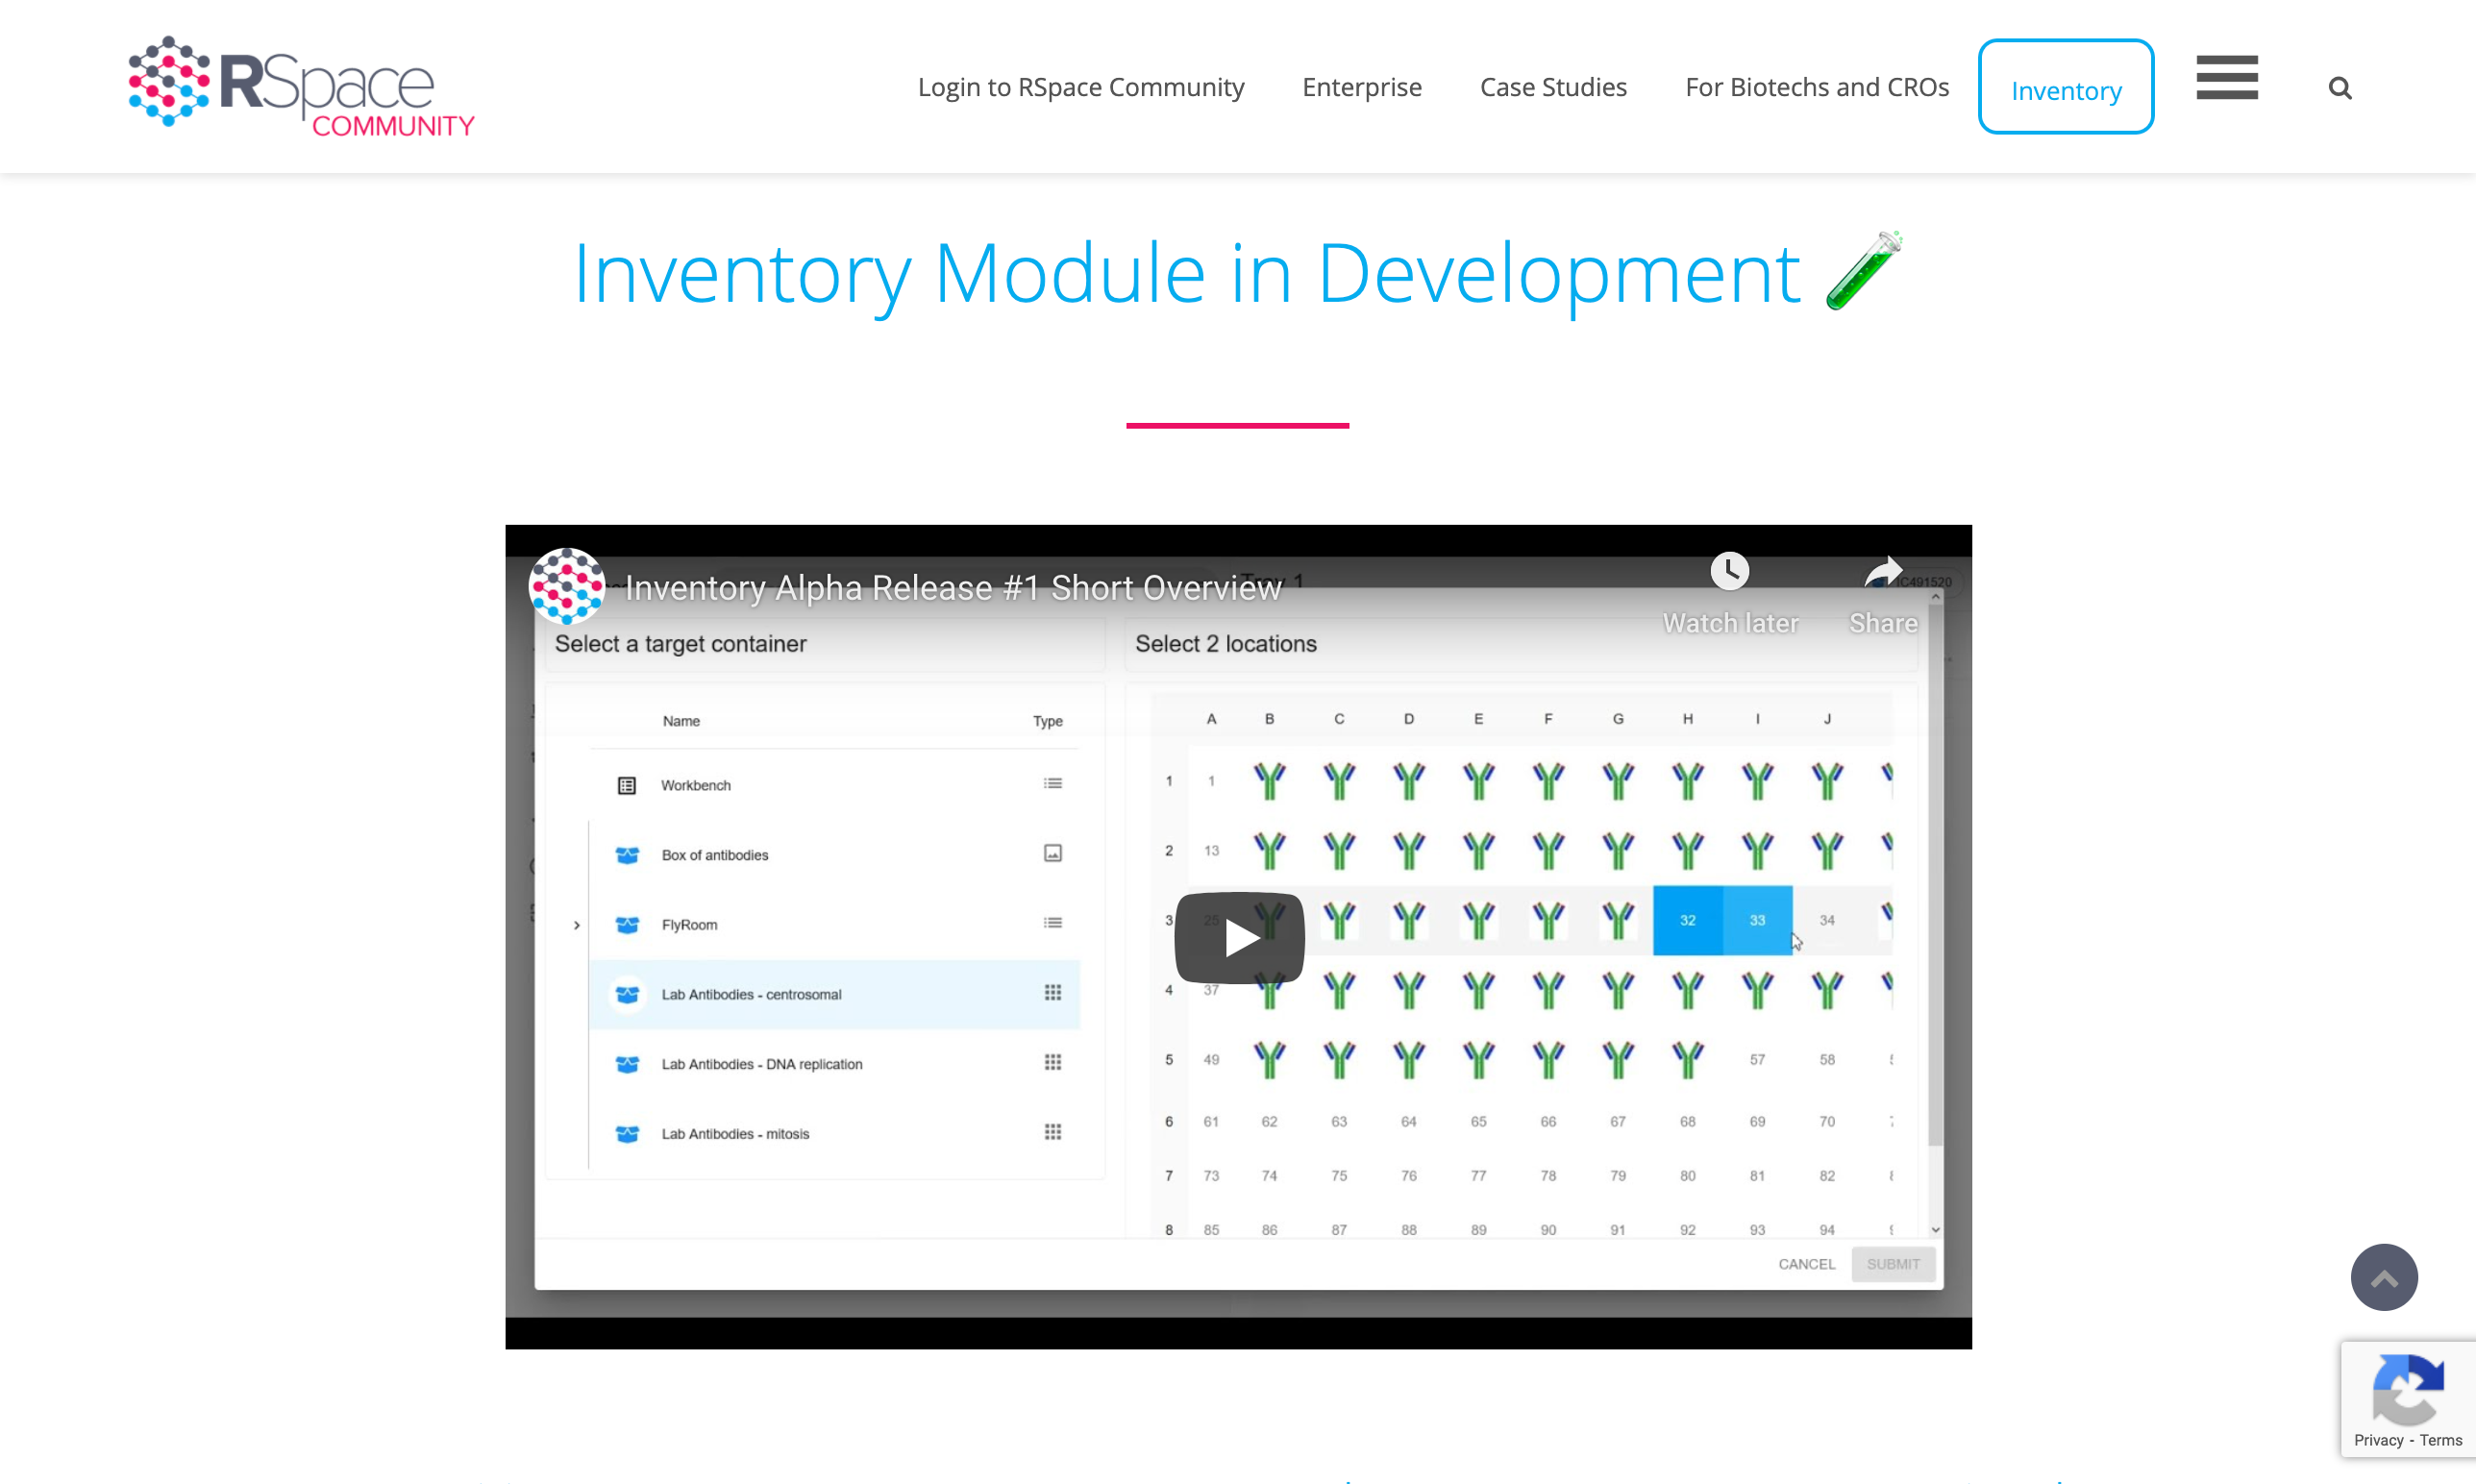 RSpace
COMMUNITY
Login to RSpace Community
Enterprise
Case Studies
For Biotechs and CROs
Inventory
Inventory Module in Development
Inventory Alpha Release #1 Short Overview
IC491520
Watch later
Share
Select a target container
Select 2 locations
Name Type
Workbench
Box of antibodies
FlyRoom
Lab Antibodies - centrosomal
Lab Antibodies - DNA replication
Lab Antibodies - mitosis
A B C D E F G H I J
1 1
2 13
3 25 32 33 34
4 37
5 49 57 58
6 61 62 63 64 65 66 67 68 69 70
7 73 74 75 76 77 78 79 80 81 82
8 85 86 87 88 89 90 91 92 93 94
CANCEL SUBMIT
Privacy - Terms